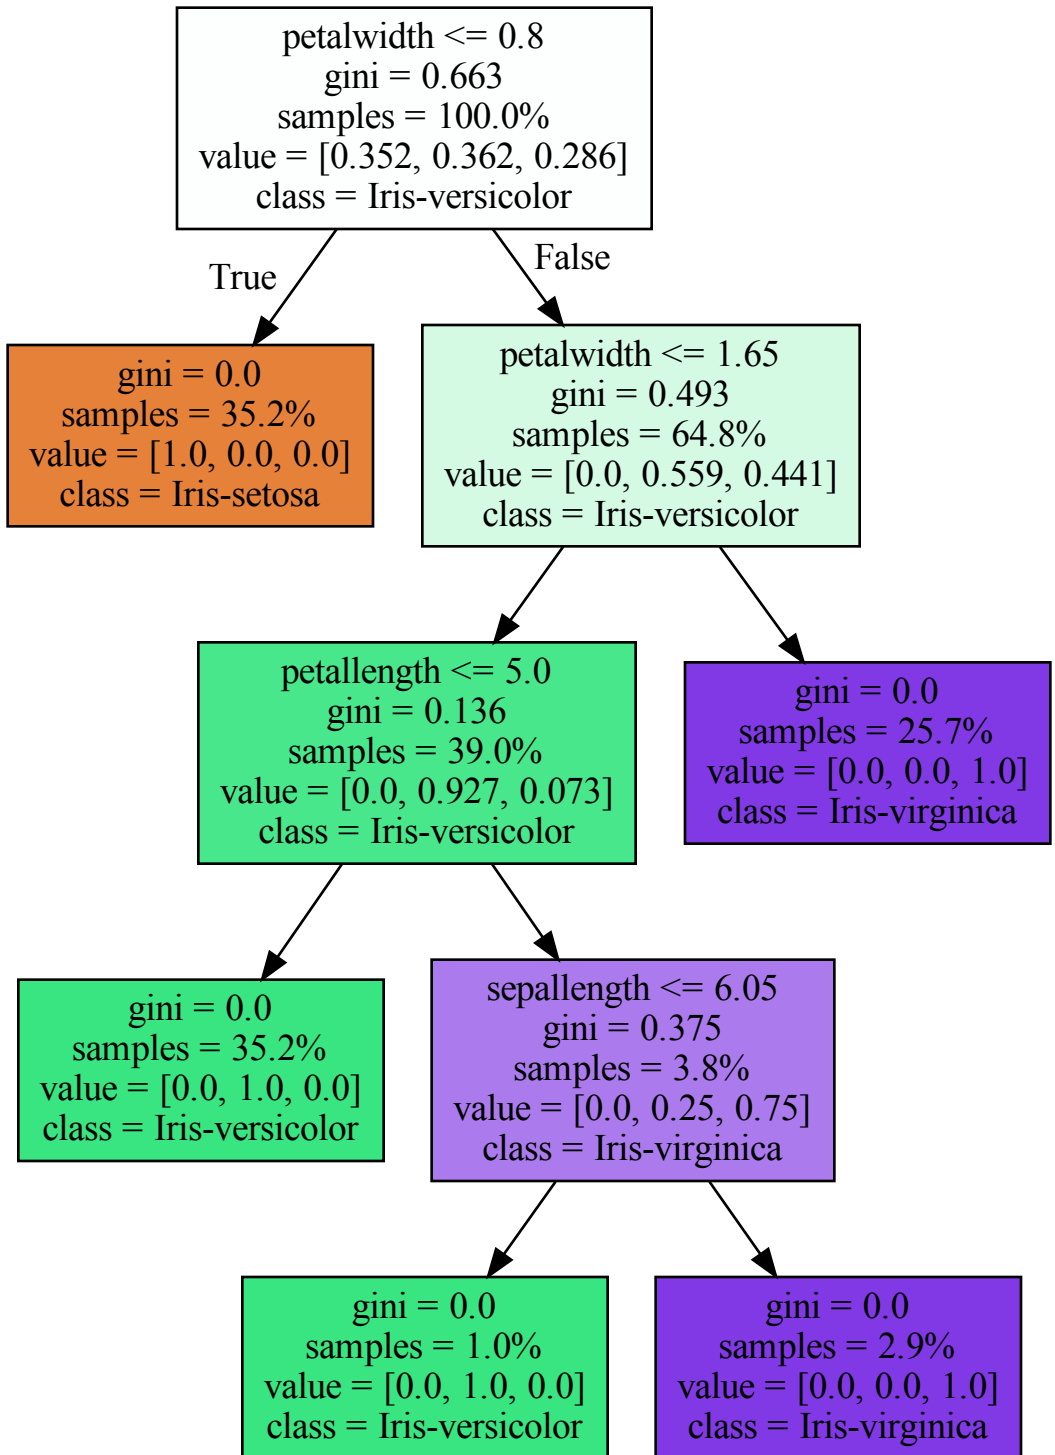 petalwidth <= 0.8
gini = 0.663
samples = 100.0%
value = [0.352, 0.362, 0.286]
class = Iris-versicolor
True
False
gini = 0.0
samples = 35.2%
value = [1.0, 0.0, 0.0]
class = Iris-setosa
petalwidth <= 1.65
gini = 0.493
samples = 64.8%
value = [0.0, 0.559, 0.441]
class = Iris-versicolor
petallength <= 5.0
gini = 0.136
samples = 39.0%
value = [0.0, 0.927, 0.073]
class = Iris-versicolor
gini = 0.0
samples = 25.7%
value = [0.0, 0.0, 1.0]
class = Iris-virginica
gini = 0.0
samples = 35.2%
value = [0.0, 1.0, 0.0]
class = Iris-versicolor
sepallength <= 6.05
gini = 0.375
samples = 3.8%
value = [0.0, 0.25, 0.75]
class = Iris-virginica
gini = 0.0
samples = 1.0%
value = [0.0, 1.0, 0.0]
class = Iris-versicolor
gini = 0.0
samples = 2.9%
value = [0.0, 0.0, 1.0]
class = Iris-virginica